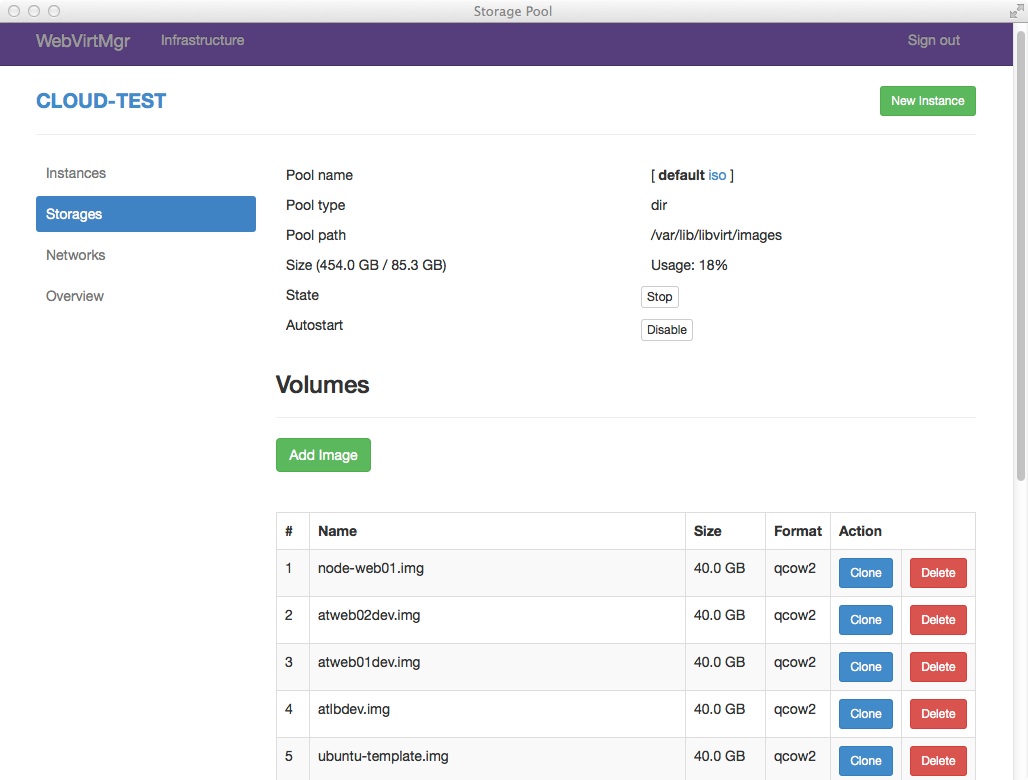 Storage Pool
WebVirtMgr Infrastructure Sign out
CLOUD-TEST New Instance
Instances
Storages
Networks
Overview
Pool name [ default iso ]
Pool type dir
Pool path /var/lib/libvirt/images
Size (454.0 GB / 85.3 GB) Usage: 18%
State Stop
Autostart Disable
Volumes
Add Image
# Name Size Format Action
1 node-web01.img 40.0 GB qcow2 Clone Delete
2 atweb02dev.img 40.0 GB qcow2 Clone Delete
3 atweb01dev.img 40.0 GB qcow2 Clone Delete
4 atlbdev.img 40.0 GB qcow2 Clone Delete
5 ubuntu-template.img 40.0 GB qcow2 Clone Delete